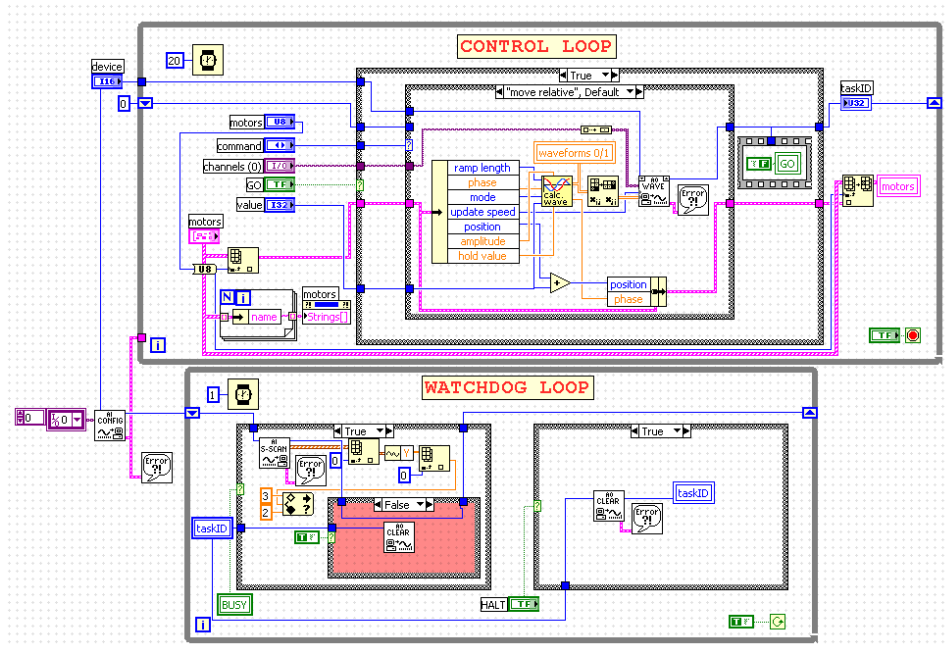 CONTROL LOOP
20
device
I16
True
taskID
U32
0
"move relative", Default
motors
U8
command
channels (0)
I/O
GO
TF
value
I32
waveforms 0/1
ramp length
phase
mode
update speed
position
amplitude
hold value
calc
wave
AO
WAVE
Error
?!
T F
GO
motors
motors
U8
N
i
name
motors
?!
?!
Strings[]
position
phase
+
i
TF
WATCHDOG LOOP
1
0
I/O
0
AI
CONFIG
Error
?!
True
True
AI
S-SCAN
Error
?!
0
Y
0
3
2
?
False
AO
CLEAR
T F
taskID
BUSY
AO
CLEAR
Error
?!
taskID
HALT
TF
i
T F